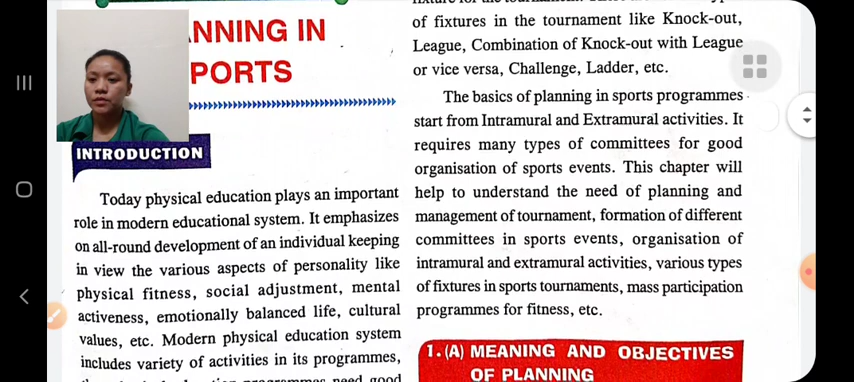 NNING IN
PORTS
INTRODUCTION
Today physical education plays an important
role in modern educational system. It emphasizes
on all-round development of an individual keeping
in view the various aspects of personality like
physical fitness, social adjustment, mental
activeness, emotionally balanced life, cultural
values, etc. Modern physical education system
includes variety of activities in its programmes,
need good
of fixtures in the tournament like Knock-out,
League, Combination of Knock-out with League
or vice versa, Challenge, Ladder, etc.
The basics of planning in sports programmes
start from Intramural and Extramural activities. It
requires many types of committees for good
organisation of sports events. This chapter will
help to understand the need of planning and
management of tournament, formation of different
committees in sports events, organisation of
intramural and extramural activities, various types
of fixtures in sports tournaments, mass participation
programmes for fitness, etc.
1. (A) MEANING AND OBJECTIVES
OF PLANNING